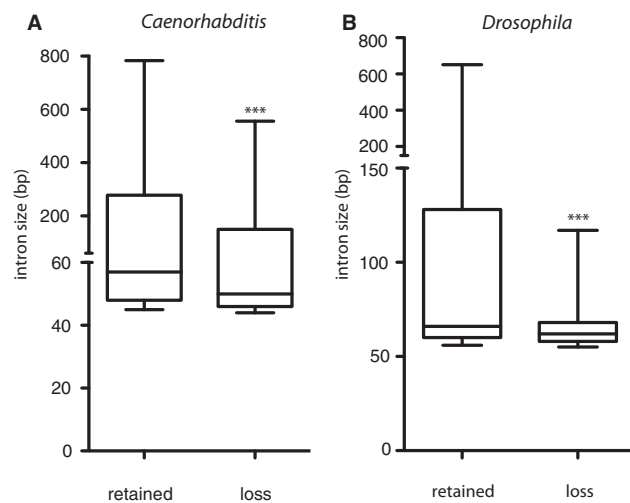 A
Caenorhabditis
intron size (bp)
800
600
400
200
60
40
20
0
***
retained
loss
B
Drosophila
intron size (bp)
800
600
400
200
150
100
50
0
***
retained
loss